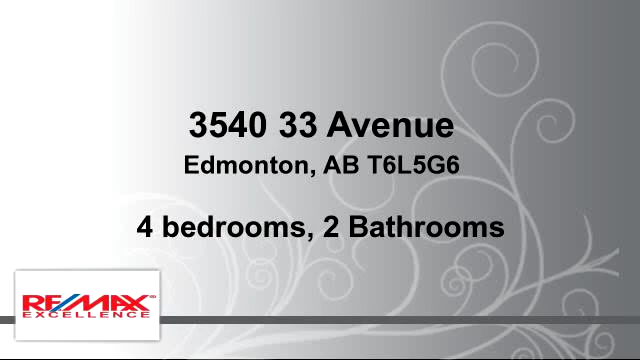 3540 33 Avenue
Edmonton, AB T6L5G6
4 bedrooms, 2 Bathrooms
RE/MAX
EXCELLENCE